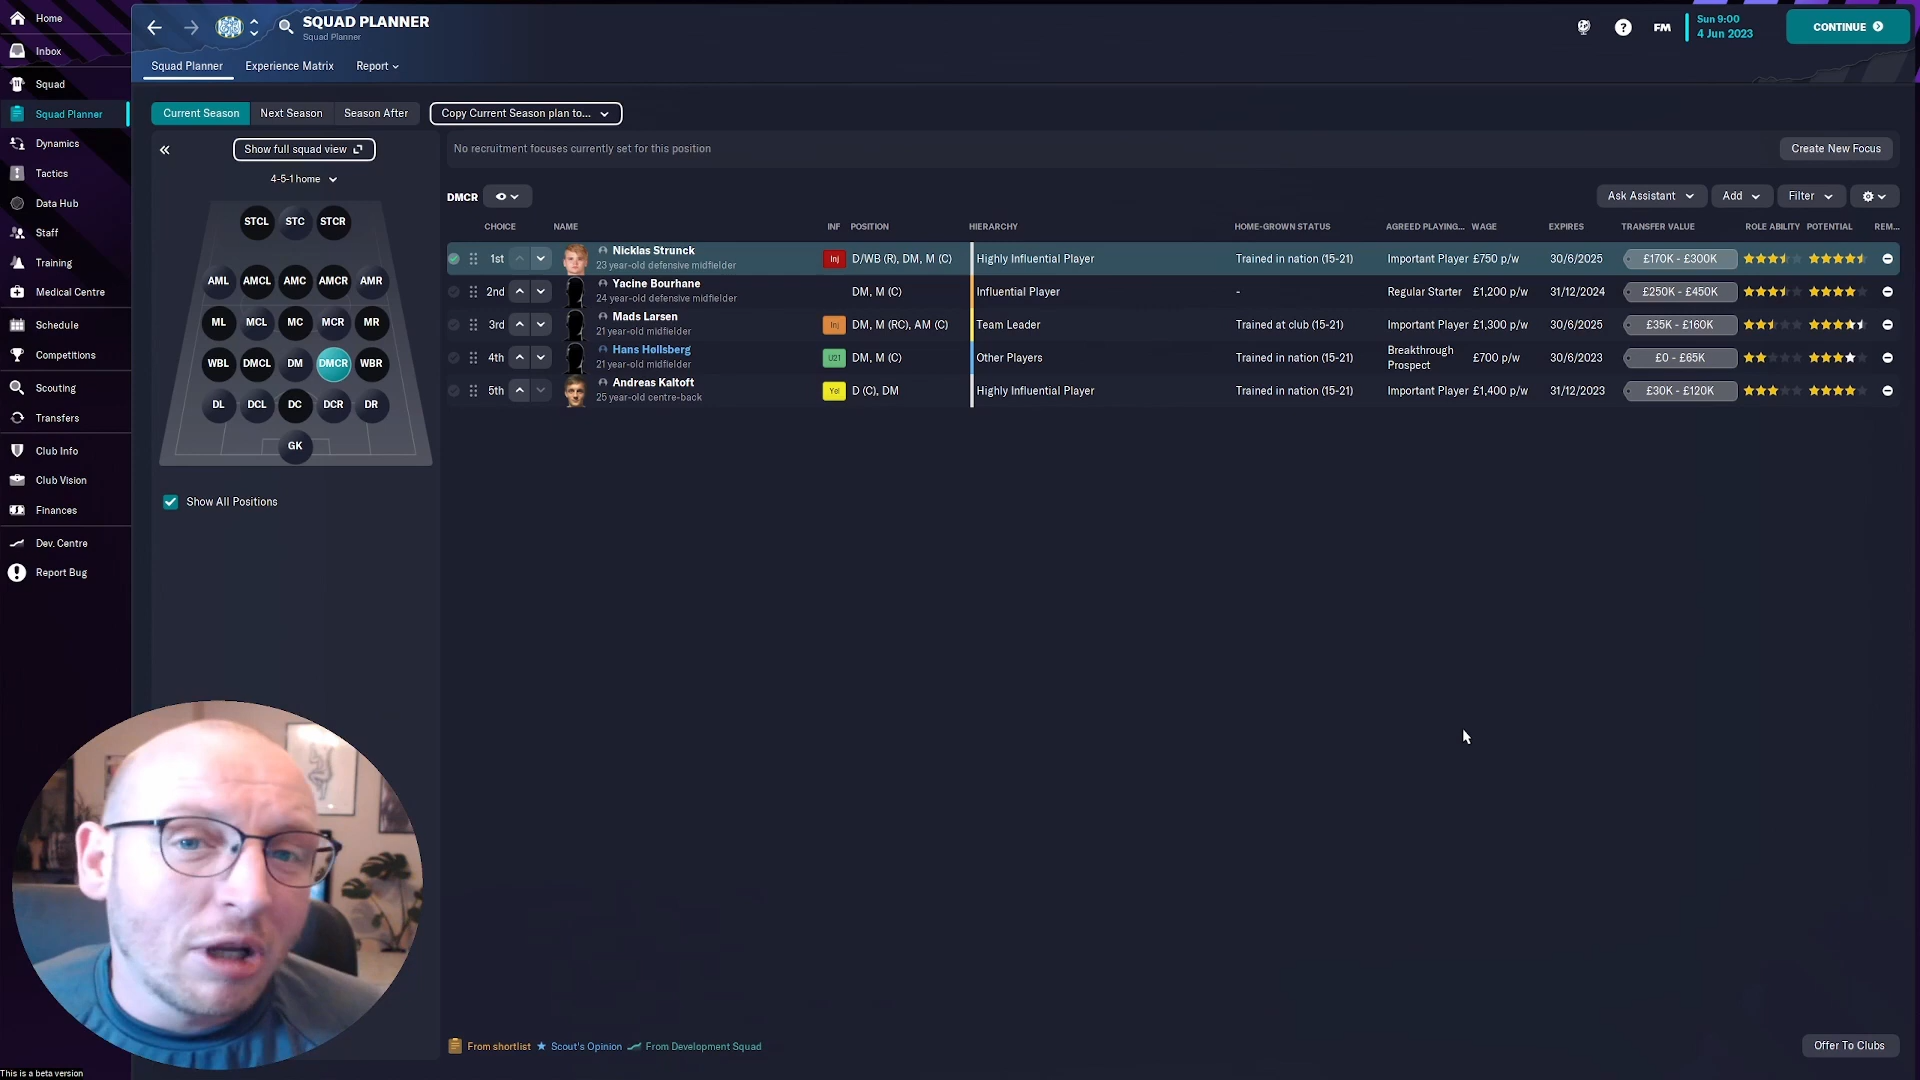 Home
Inbox
Squad
Squad Planner
Dynamics
Tactics
Data Hub
Staff
Training
Medical Centre
Schedule
Competitions
Scouting
Transfers
Club Info
Club Vision
Finances
Dev. Centre
Report Bug
SQUAD PLANNER
Squad Planner
FM
Sun 9:00
4 Jun 2023
CONTINUE
Squad Planner Experience Matrix Report
Current Season Next Season Season After Copy Current Season plan to...
Show full squad view
4-5-1 home
STCL STC STCR
AML AMCL AMC AMCR AMR
ML MCL MC MCR MR
WBL DMCL DM DMCR WBR
DL DCL DC DCR DR
GK
Show All Positions
No recruitment focuses currently set for this position Create New Focus
DMCR Ask Assistant Add Filter
CHOICE NAME INF POSITION HIERARCHY HOME-GROWN STATUS AGREED PLAYING... WAGE EXPIRES TRANSFER VALUE ROLE ABILITY POTENTIAL REM...
1st Nicklas Strunck Inj D/WB (R), DM, M (C) Highly Influential Player Trained in nation (15-21) Important Player £750 p/w 30/6/2025 £170K - £300K
23 year-old defensive midfielder
2nd Yacine Bourhane DM, M (C) Influential Player - Regular Starter £1,200 p/w 31/12/2024 £250K - £450K
24 year-old defensive midfielder
3rd Mads Larsen Inj DM, M (RC), AM (C) Team Leader Trained at club (15-21) Important Player £1,300 p/w 30/6/2025 £35K - £160K
21 year-old midfielder
4th Hans Høllsberg U21 DM, M (C) Other Players Trained in nation (15-21) Breakthrough Prospect £700 p/w 30/6/2023 £0 - £65K
21 year-old midfielder
5th Andreas Kaltoft Yel D (C), DM Highly Influential Player Trained in nation (15-21) Important Player £1,400 p/w 31/12/2023 £30K - £120K
25 year-old centre-back
From shortlist Scout's Opinion From Development Squad
Offer To Clubs
This is a beta version